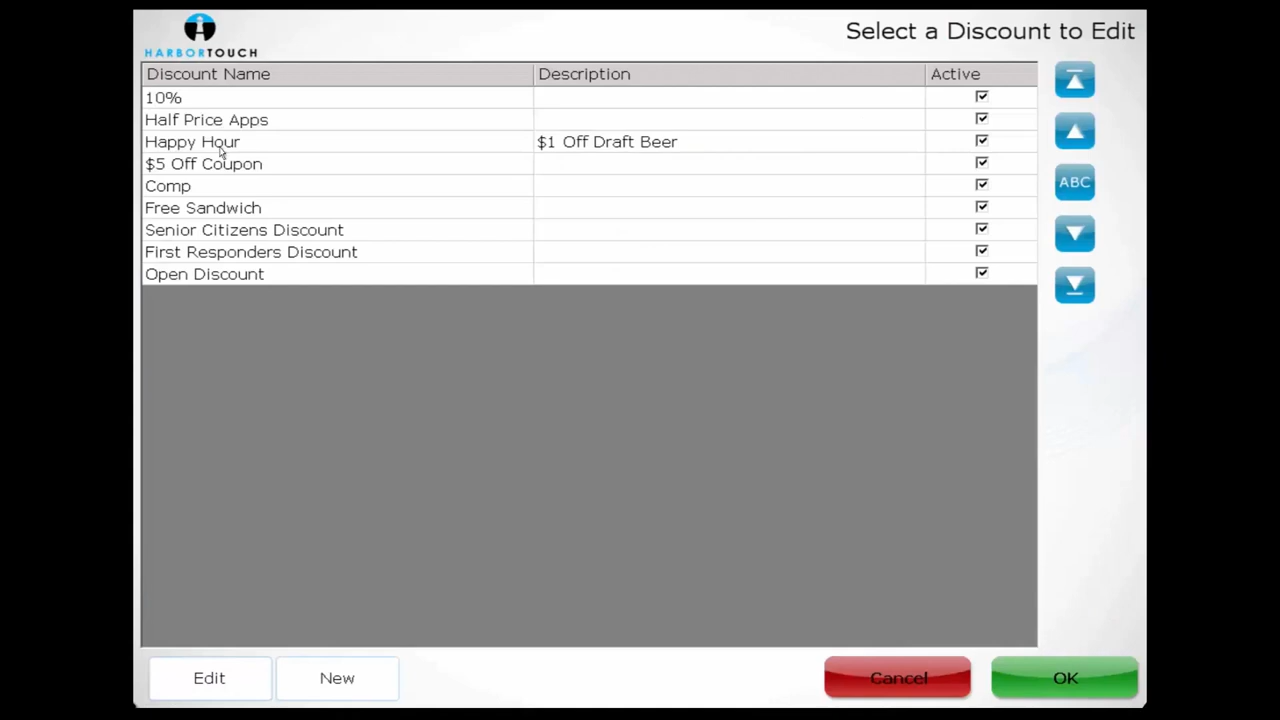 HARBORTOUCH
Select a Discount to Edit
Discount Name Description Active
10%
Half Price Apps
Happy Hour $1 Off Draft Beer
$5 Off Coupon
Comp
Free Sandwich
Senior Citizens Discount
First Responders Discount
Open Discount
ABC
Edit New Cancel OK